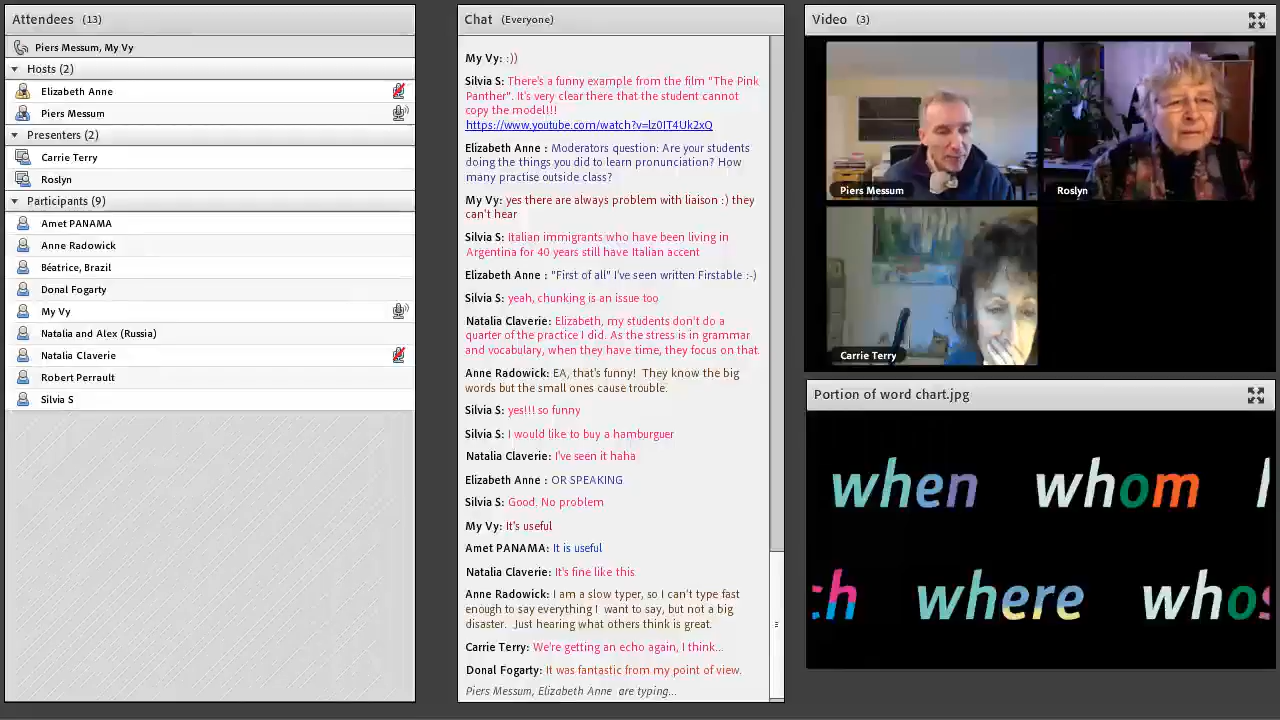 Attendees (13)
Piers Messum, My Vy
Hosts (2)
Elizabeth Anne
Piers Messum
Presenters (2)
Carrie Terry
Roslyn
Participants (9)
Amet PANAMA
Anne Radowick
Béatrice, Brazil
Donal Fogarty
My Vy
Natalia and Alex (Russia)
Natalia Claverie
Robert Perrault
Silvia S
Chat (Everyone)
My Vy: :))
Silvia S: There's a funny example from the film "The Pink
Panther". It's very clear there that the student cannot
copy the model!!!
https://www.youtube.com/watch?v=lz0IT4Uk2xQ
Elizabeth Anne : Moderators question: Are your students
doing the things you did to learn pronunciation? How
many practise outside class?
My Vy: yes there are always problem with liaison :) they
can't hear
Silvia S: Italian immigrants who have been living in
Argentina for 40 years still have Italian accent
Elizabeth Anne : "First of all" I've seen written Firstable :-)
Silvia S: yeah, chunking is an issue too
Natalia Claverie: Elizabeth, my students don't do a
quarter of the practice I did. As the stress is in grammar
and vocabulary, when they have time, they focus on that.
Anne Radowick: EA, that's funny! They know the big
words but the small ones cause trouble.
Silvia S: yes!!! so funny
Silvia S: I would like to buy a hamburguer
Natalia Claverie: I've seen it haha
Elizabeth Anne : OR SPEAKING
Silvia S: Good. No problem
My Vy: It's useful
Amet PANAMA: It is useful
Natalia Claverie: It's fine like this
Anne Radowick: I am a slow typer, so I can't type fast
enough to say everything I want to say, but not a big
disaster. Just hearing what others think is great.
Carrie Terry: We're getting an echo again, I think...
Donal Fogarty: It was fantastic from my point of view.
Piers Messum, Elizabeth Anne are typing...
Video (3)
Piers Messum
Roslyn
Carrie Terry
Portion of word chart.jpg
when whom
ch where whos